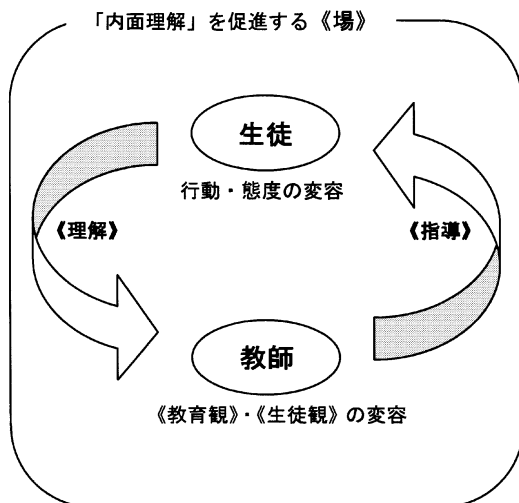 「内面理解」を促進する《場》
生徒
行動・態度の変容
《理解》
《指導》
教師
《教育観》・《生徒観》の変容